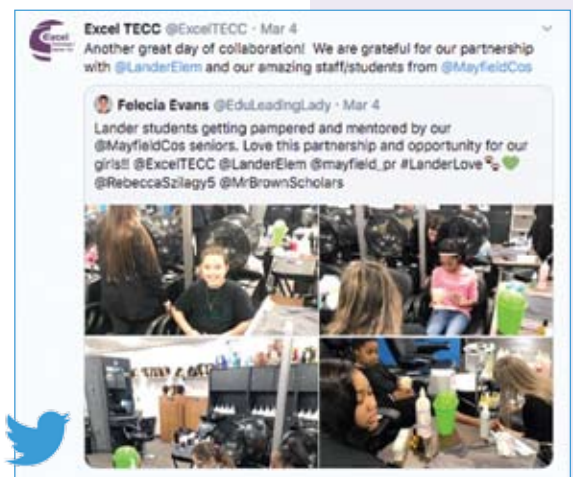 Excel TECC @ExcelTECC · Mar 4
Another great day of collaboration! We are grateful for our partnership
with @LanderElem and our amazing staff/students from @MayfieldCos
Felecia Evans @EduLeadingLady · Mar 4
Lander students getting pampered and mentored by our
@MayfieldCos seniors. Love this partnership and opportunity for our
girls!! @ExcelTECC @LanderElem @mayfield_pr #LanderLove🐾💚
@RebeccaSzilagy5 @MrBrownScholars
Excel